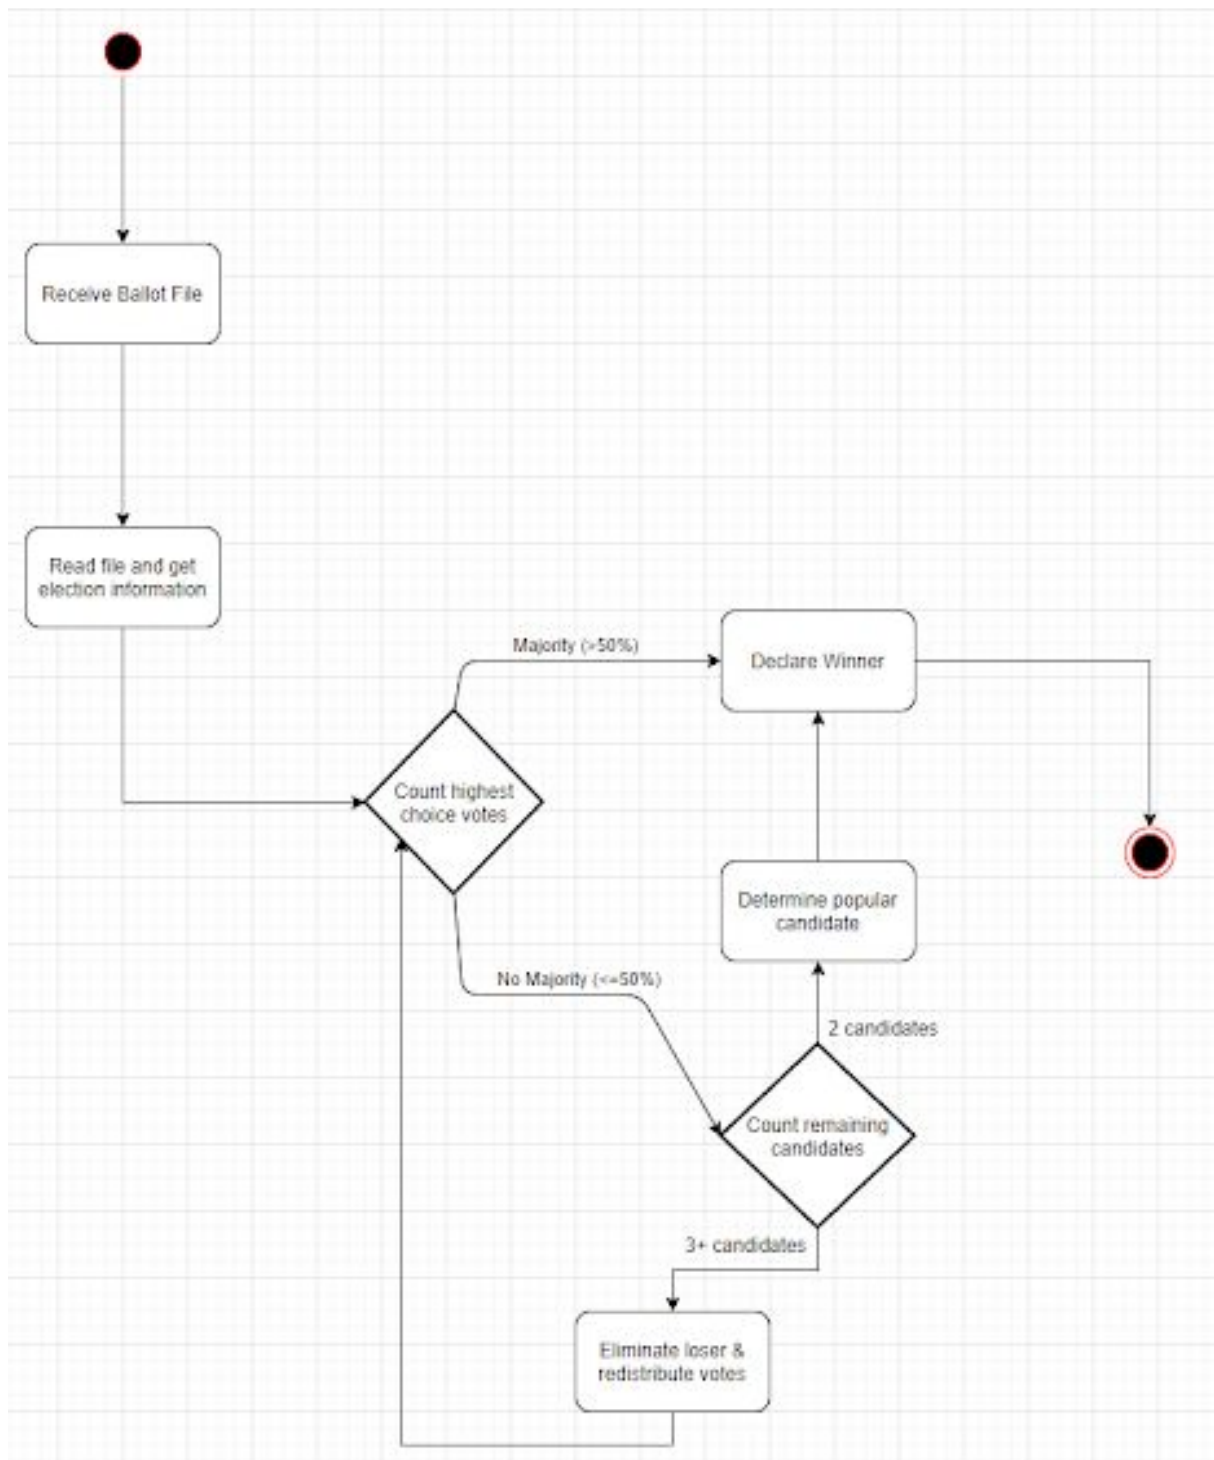 Receive Ballot File
Read file and get
election information
Majority (>50%)
Declare Winner
Count highest
choice votes
Determine popular
candidate
No Majority (<=50%)
2 candidates
Count remaining
candidates
3+ candidates
Eliminate loser &
redistribute votes